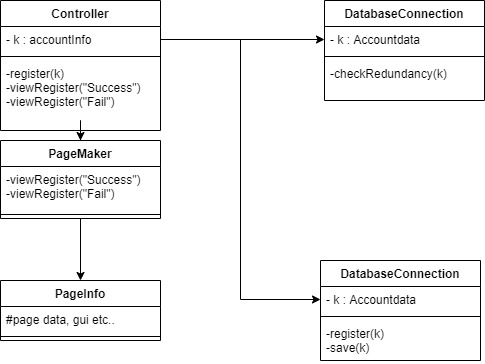 Controller
- k : accountInfo
-register(k)
-viewRegister("Success")
-viewRegister("Fail")
DatabaseConnection
- k : Accountdata
-checkRedundancy(k)
PageMaker
-viewRegister("Success")
-viewRegister("Fail")
PageInfo
#page data, gui etc..
DatabaseConnection
- k : Accountdata
-register(k)
-save(k)